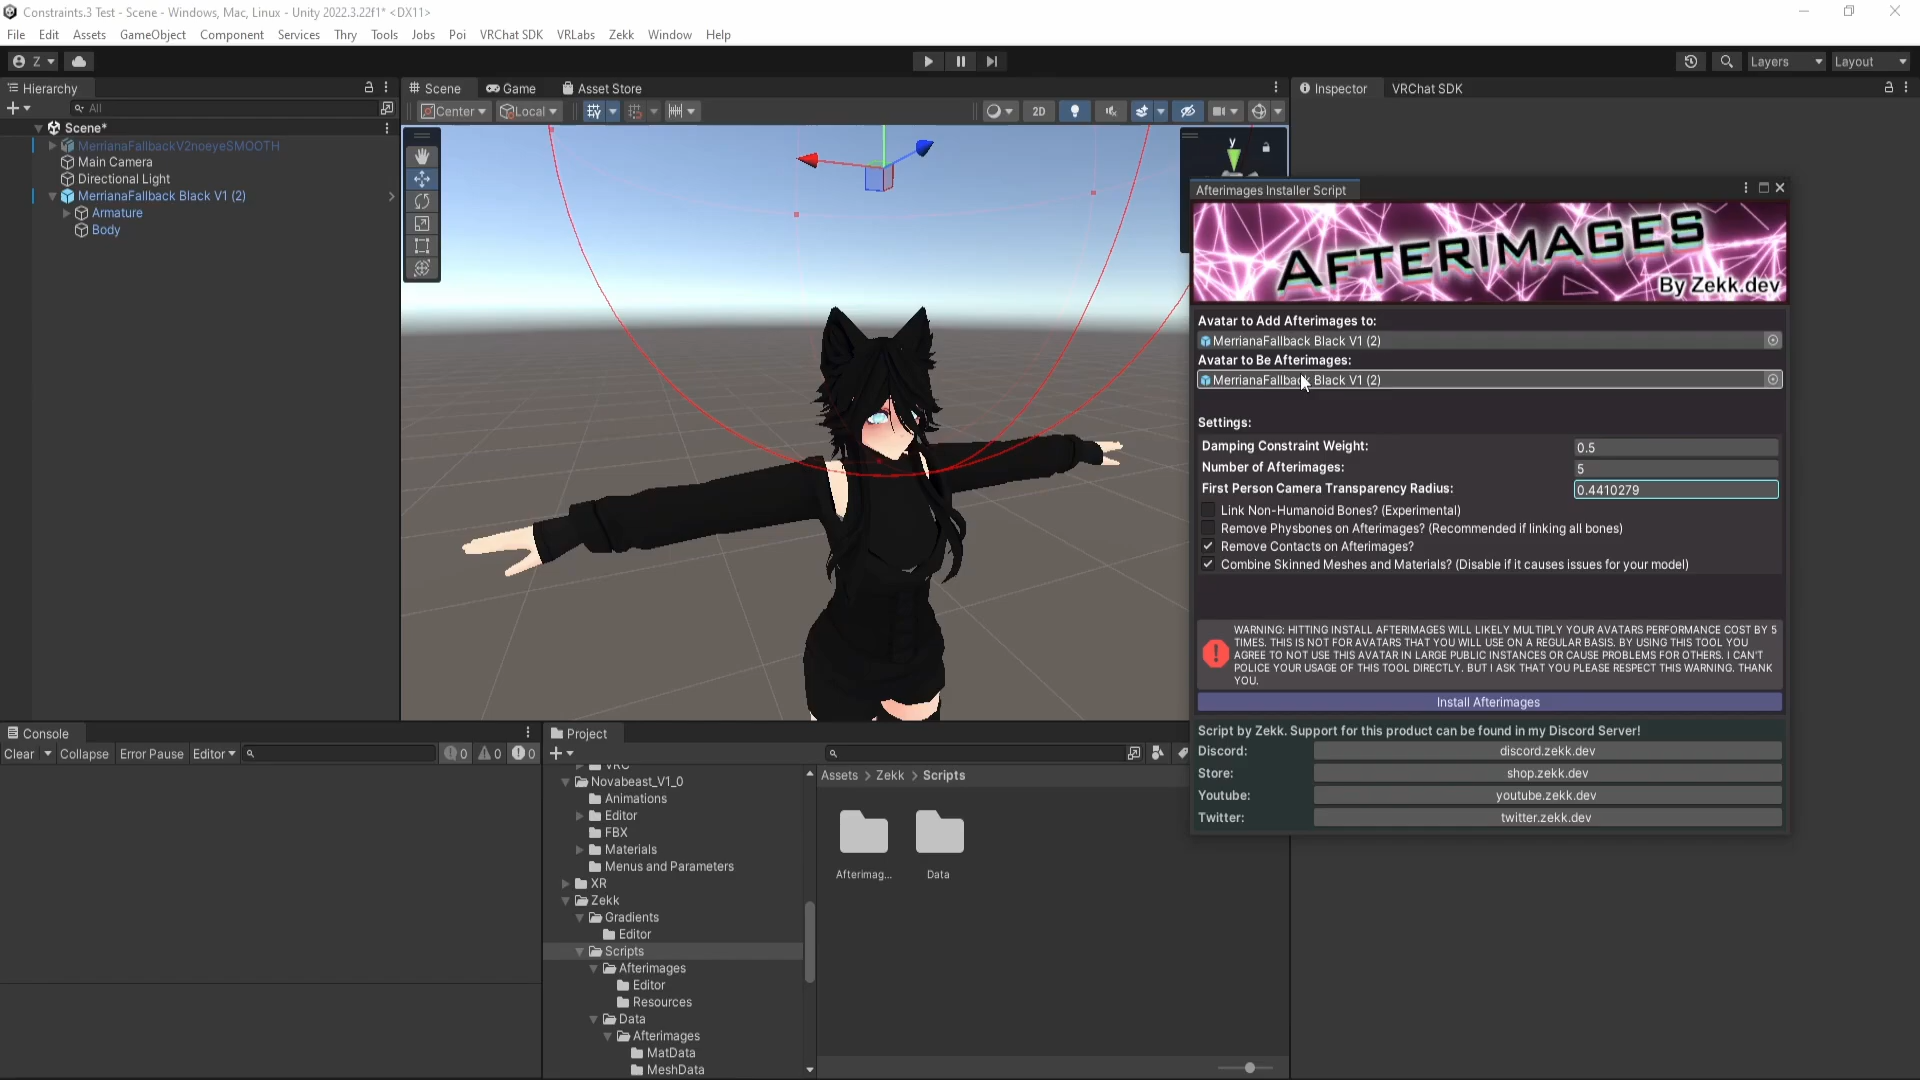 Constraints.3 Test - Scene - Windows, Mac, Linux - Unity 2022.3.22f1* <DX11>
File Edit Assets GameObject Component Services Thry Tools Jobs Poi VRChat SDK VRLabs Zekk Window Help
Z
Layers
Layout
Hierarchy
All
Scene*
MerrianaFallbackV2noeyeSMOOTH
Main Camera
Directional Light
MerrianaFallback Black V1 (2)
Armature
Body
Scene Game Asset Store
Center Local 2D
y
Inspector VRChat SDK
Afterimages Installer Script
AFTERIMAGES
By Zekk.dev
Avatar to Add Afterimages to:
MerrianaFallback Black V1 (2)
Avatar to Be Afterimages:
MerrianaFallback Black V1 (2)
Settings:
Damping Constraint Weight: 0.5
Number of Afterimages: 5
First Person Camera Transparency Radius: 0.4410279
Link Non-Humanoid Bones? (Experimental)
Remove Physbones on Afterimages? (Recommended if linking all bones)
Remove Contacts on Afterimages?
Combine Skinned Meshes and Materials? (Disable if it causes issues for your model)
WARNING: HITTING INSTALL AFTERIMAGES WILL LIKELY MULTIPLY YOUR AVATARS PERFORMANCE COST BY 5
TIMES. THIS IS NOT FOR AVATARS THAT YOU WILL USE ON A REGULAR BASIS. BY USING THIS TOOL YOU
AGREE TO NOT USE THIS AVATAR IN LARGE PUBLIC INSTANCES OR CAUSE PROBLEMS FOR OTHERS. I CAN'T
POLICE YOUR USAGE OF THIS TOOL DIRECTLY. BUT I ASK THAT YOU PLEASE RESPECT THIS WARNING. THANK
YOU.
Install Afterimages
Script by Zekk. Support for this product can be found in my Discord Server!
Discord: discord.zekk.dev
Store: shop.zekk.dev
Youtube: youtube.zekk.dev
Twitter: twitter.zekk.dev
Console
Clear Collapse Error Pause Editor 0 0 0
Project
VRC
Novabeast_V1_0
Animations
Editor
FBX
Materials
Menus and Parameters
XR
Zekk
Gradients
Editor
Scripts
Afterimages
Editor
Resources
Data
Afterimages
MatData
MeshData
Assets > Zekk > Scripts
Afterimag...
Data